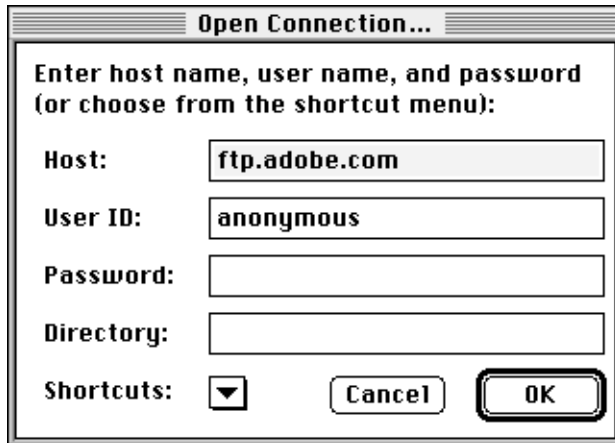 Open Connection...
Enter host name, user name, and password
(or choose from the shortcut menu):
Host: ftp.adobe.com
User ID: anonymous
Password:
Directory:
Shortcuts: Cancel OK